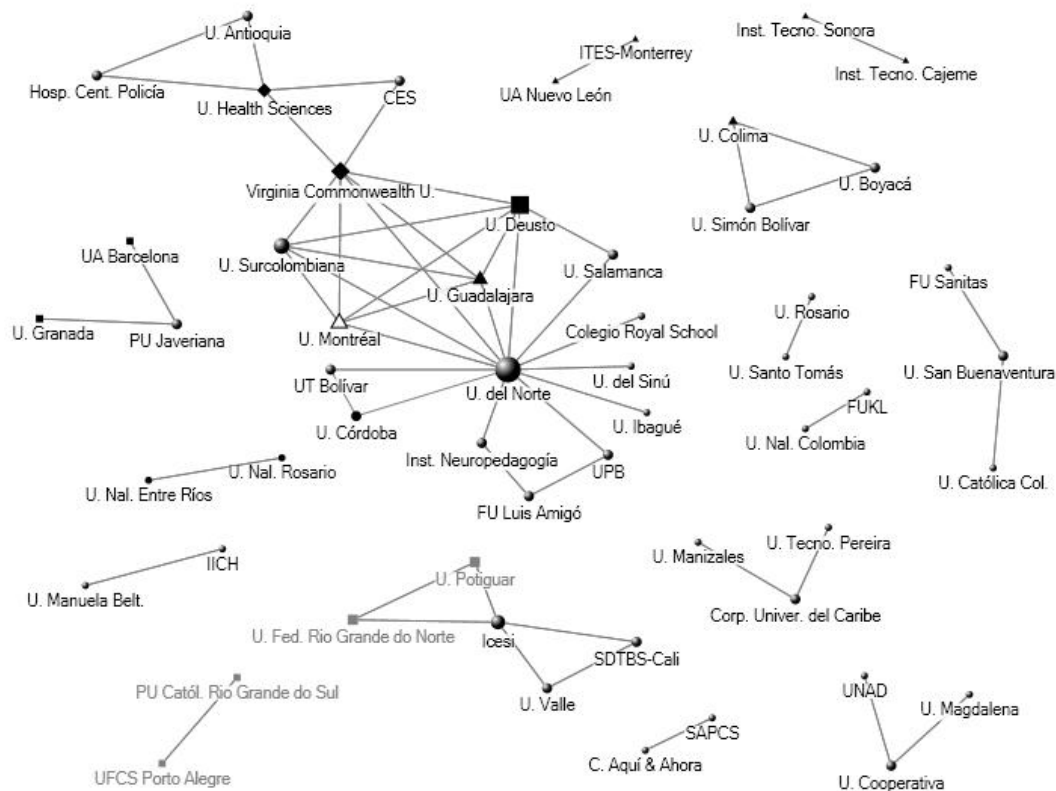 U. Antioquia
Inst. Tecno. Sonora
ITES-Monterrey
Inst. Tecno. Cajeme
Hosp. Cent. Policía
U. Health Sciences
CES
UA Nuevo León
U. Colima
Virginia Commonwealth U.
U. Boyacá
U. Deusto
U. Simón Bolívar
UA Barcelona
U. Surcolombiana
U. Salamanca
FU Sanitas
U. Guadalajara
U. Granada
PU Javeriana
U. Montréal
Colegio Royal School
U. Rosario
UT Bolívar
U. del Norte
U. del Sinú
U. Santo Tomás
U. San Buenaventura
FUKL
U. Córdoba
U. Ibagué
U. Nal. Colombia
Inst. Neuropedagogía
UPB
U. Nal. Rosario
U. Católica Col.
U. Nal. Entre Ríos
FU Luis Amigó
U. Tecno. Pereira
IICH
U. Manizales
U. Potiguar
U. Manuela Belt.
Corp. Univer. del Caribe
U. Fed. Rio Grande do Norte
Icesi
SDTBS-Cali
PU Catól. Rio Grande do Sul
UNAD
U. Valle
U. Magdalena
SAPCS
UFCS Porto Alegre
C. Aquí & Ahora
U. Cooperativa